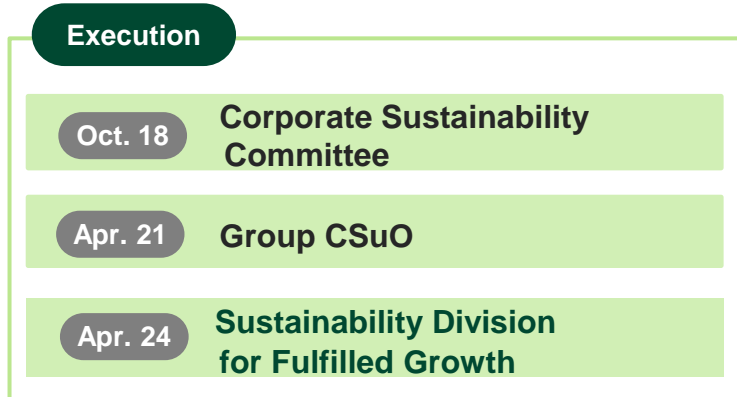 Execution
Oct. 18
Corporate Sustainability
Committee
Apr. 21
Group CSuO
Apr. 24
Sustainability Division
for Fulfilled Growth